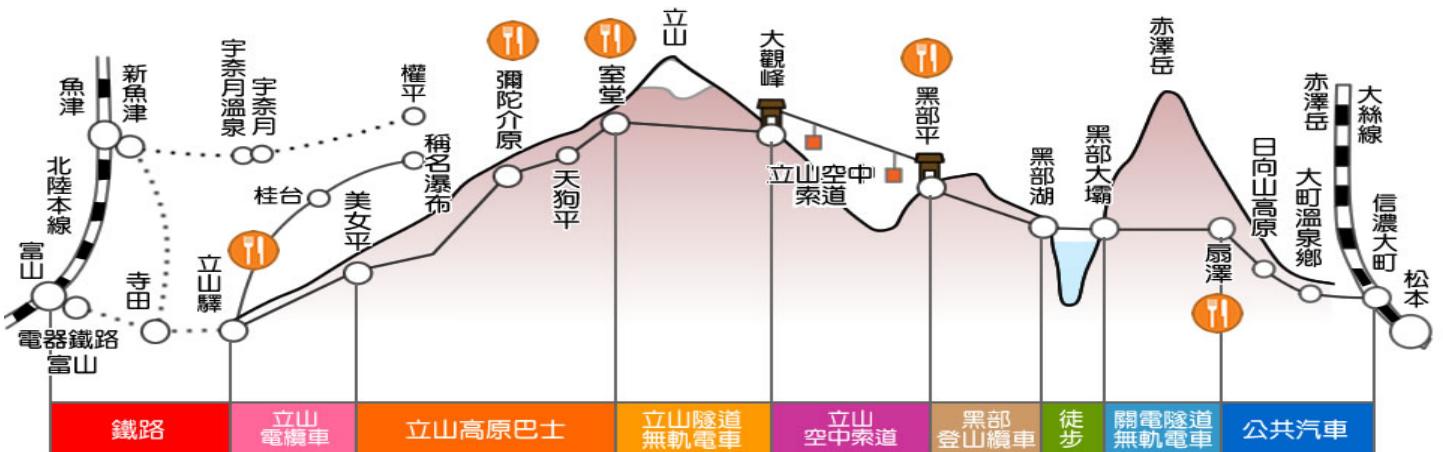 魚津
新魚津
宇奈月溫泉
宇奈月
權平
稱名瀑布
桂台
美女平
北陸本線
富山
寺田
立山驛
電器鐵路
富山
彌陀介原
天狗平
室堂
立山
大觀峰
立山空中
索道
黑部平
黑部湖
黑部大壩
赤澤岳
扇澤
日向山高原
大町溫泉鄉
赤澤岳
大絲線
信濃大町
松本
鐵路
立山
電纜車
立山高原巴士
立山隧道
無軌電車
立山
空中索道
黑部
登山纜車
徒步
關電隧道
無軌電車
公共汽車